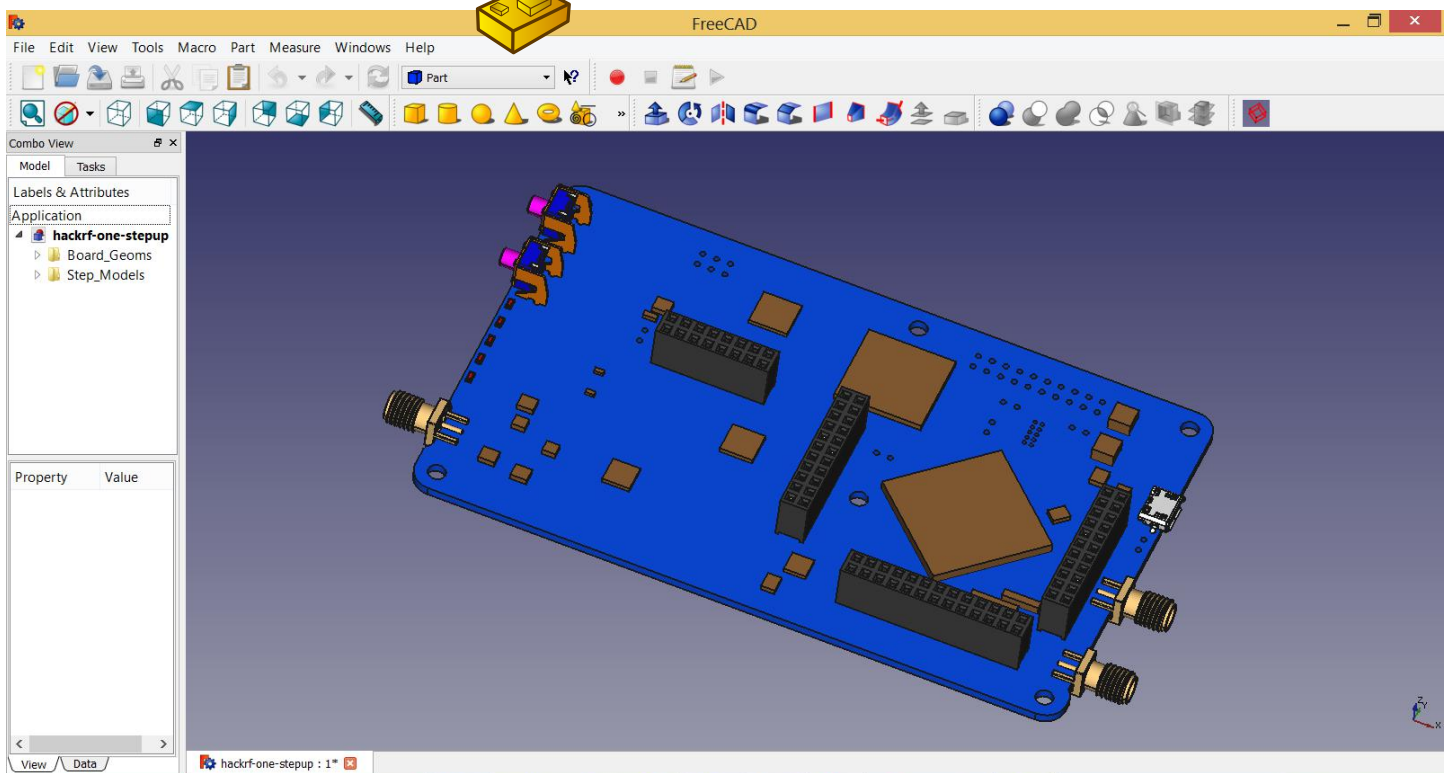 FreeCAD
File Edit View Tools Macro Part Measure Windows Help
Part
Combo View
Model Tasks
Labels & Attributes
Application
hackrf-one-stepup
Board_Geoms
Step_Models
Property Value
View Data
hackrf-one-stepup : 1*
Z
Y
X